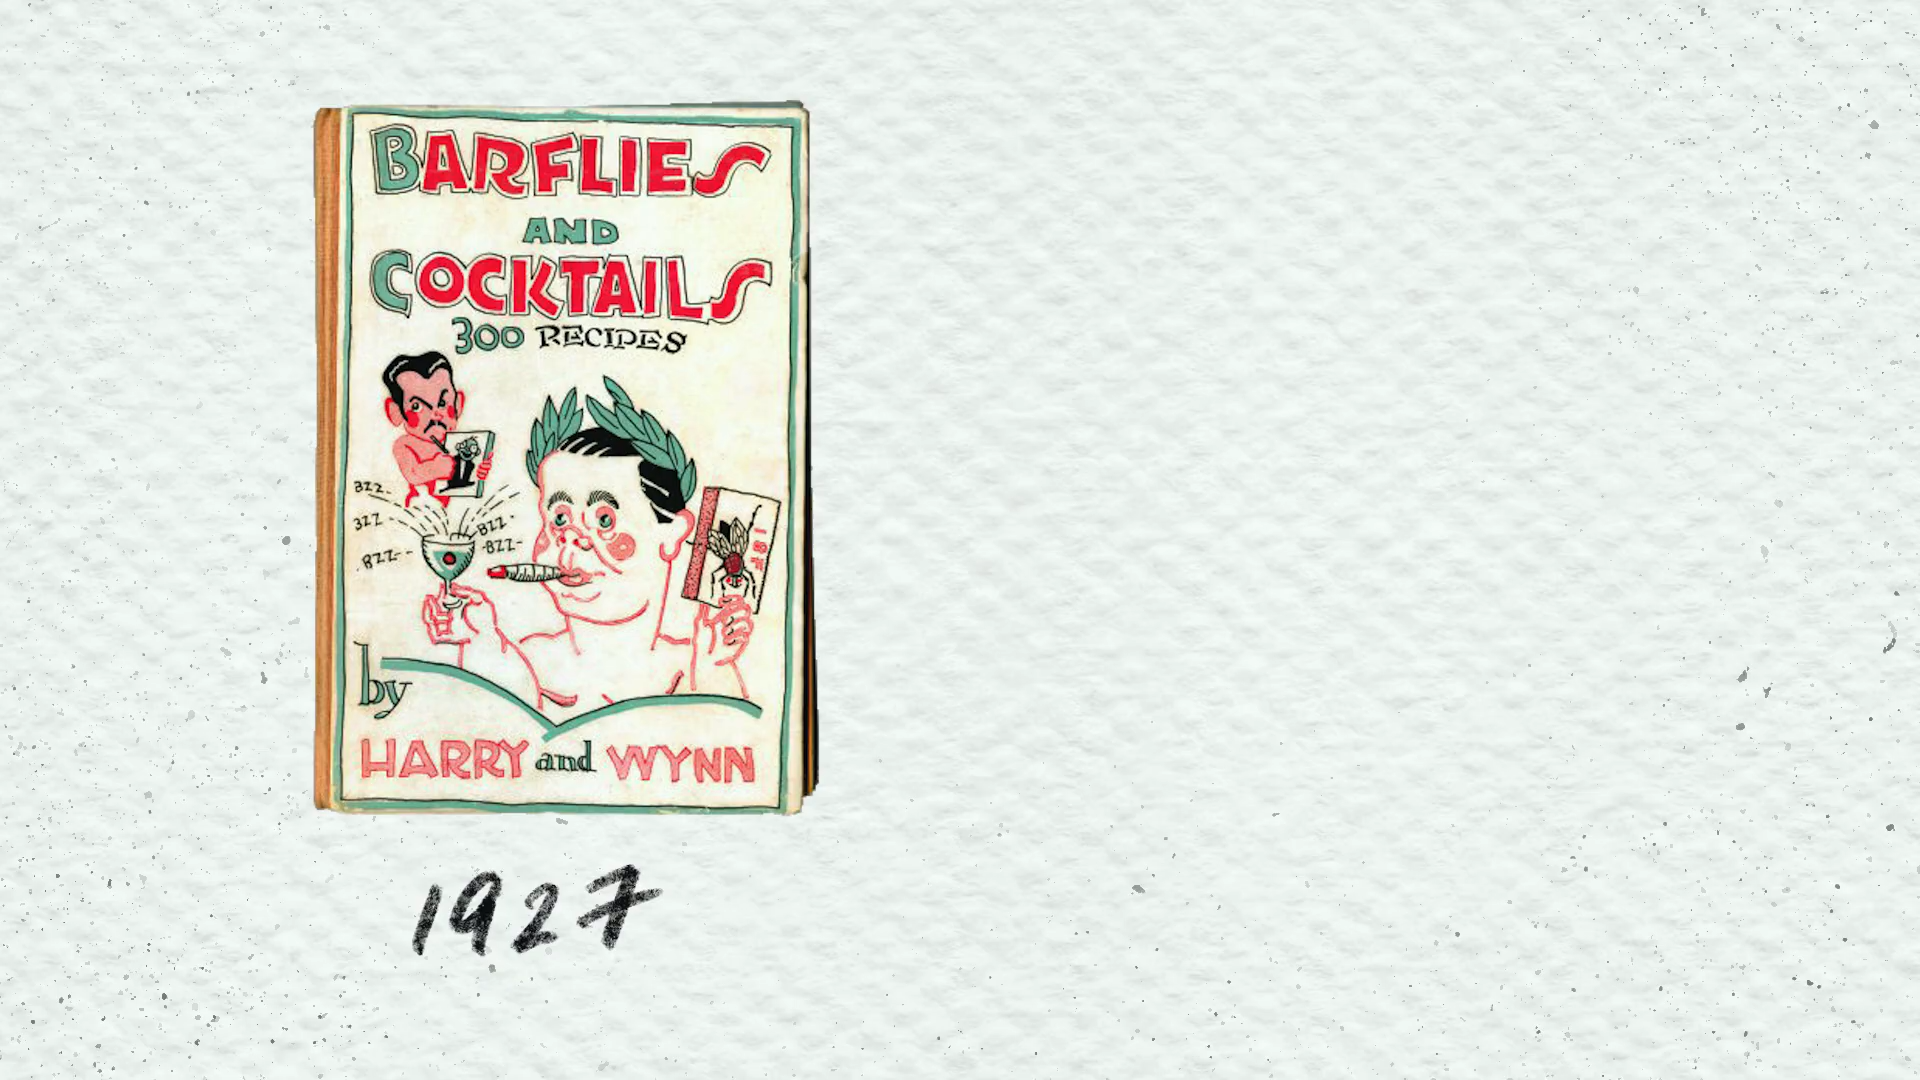 BARFLIES
AND
COCKTAILS
300 RECIPES
BZZ
BZZ
BZZ
BZZ
BZZ
by
HARRY and WYNN
1927